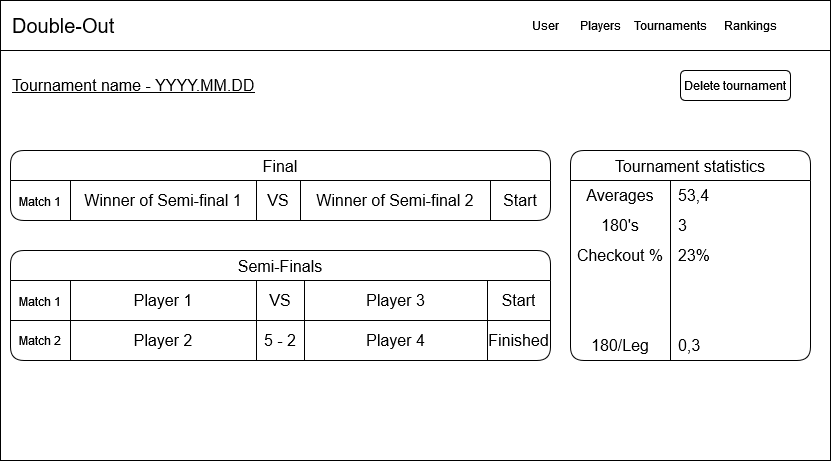 Double-Out User Players Tournaments Rankings
Tournament name - YYYY.MM.DD Delete tournament
Final
Match 1 Winner of Semi-final 1 VS Winner of Semi-final 2 Start
Semi-Finals
Match 1 Player 1 VS Player 3 Start
Match 2 Player 2 5 - 2 Player 4 Finished
Tournament statistics
Averages 53,4
180's 3
Checkout % 23%
180/Leg 0,3